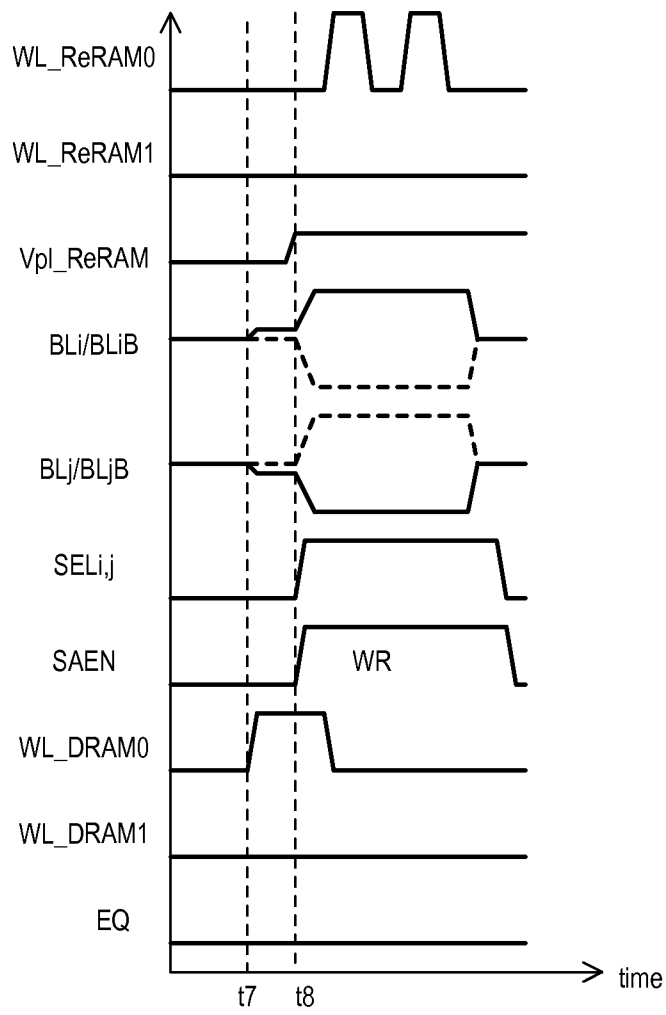 WL_ReRAM0
WL_ReRAM1
Vpl_ReRAM
BLi/BLiB
BLj/BLjB
SELi,j
SAEN
WR
WL_DRAM0
WL_DRAM1
EQ
time
t7
t8